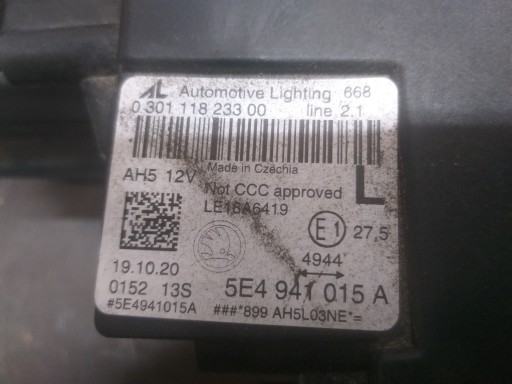 AL Automotive Lighting 668
0 301 118 233 00 line 2.1
Made in Czechia
AH5 12V Not CCC approved L
LE18A6419
E1 27,5
4944
19.10.20
0152 13S 5E4 941 015 A
#5E4941015A ###*899 AH5L03NE*=